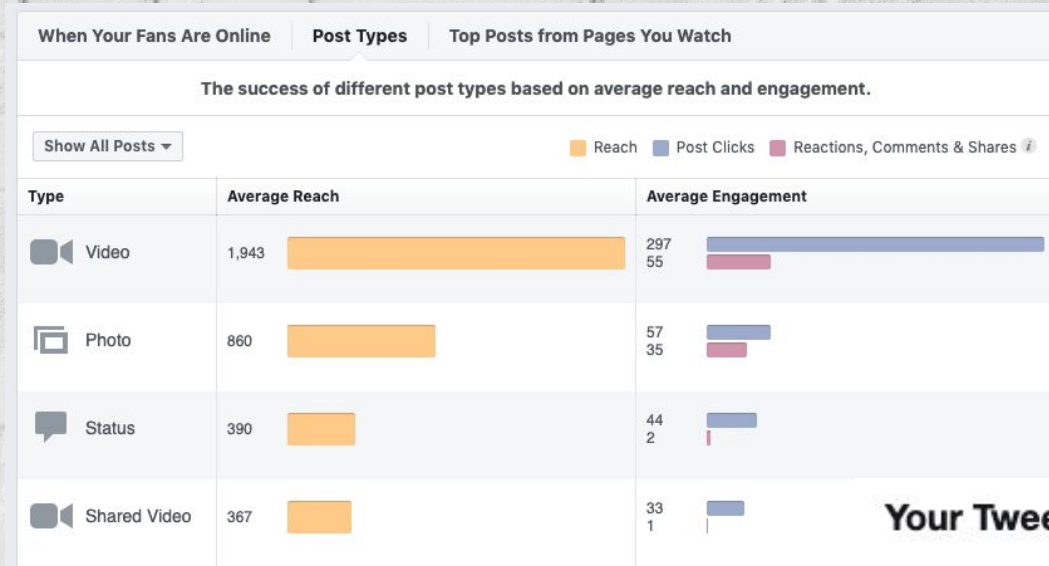 When Your Fans Are Online Post Types Top Posts from Pages You Watch
The success of different post types based on average reach and engagement.
Show All Posts Reach Post Clicks Reactions, Comments & Shares i
Type Average Reach Average Engagement
Video 1,943 297
55
Photo 860 57
35
Status 390 44
2
Shared Video 367 33
1
Your Twee